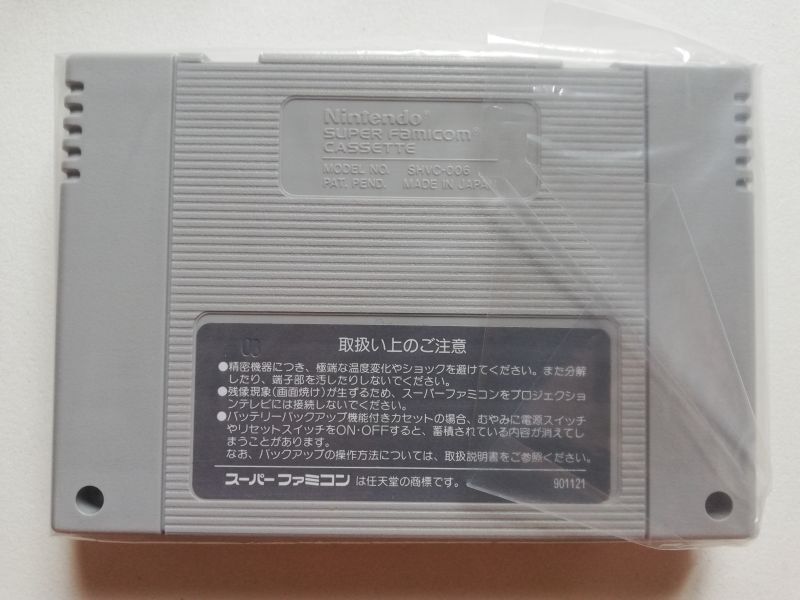 Nintendo®
SUPER FAMICOM®
CASSETTE
MODEL NO. SHVC-006
PAT. PEND. MADE IN JAPAN
取扱い上のご注意
●精密機器につき、極端な温度変化やショックを避けてください。また分解
したり、端子部を汚したりしないでください。
●残像現象(画面焼け)が生ずるため、スーパーファミコンをプロジェクショ
ンテレビには接続しないでください。
●バッテリーバックアップ機能付きカセットの場合、むやみに電源スイッチ
やリセットスイッチをON・OFFすると、蓄積されている内容が消えてし
まうことがあります。
なお、バックアップの操作方法については、取扱説明書をご参照ください。
スーパーファミコン は任天堂の商標です。 901121